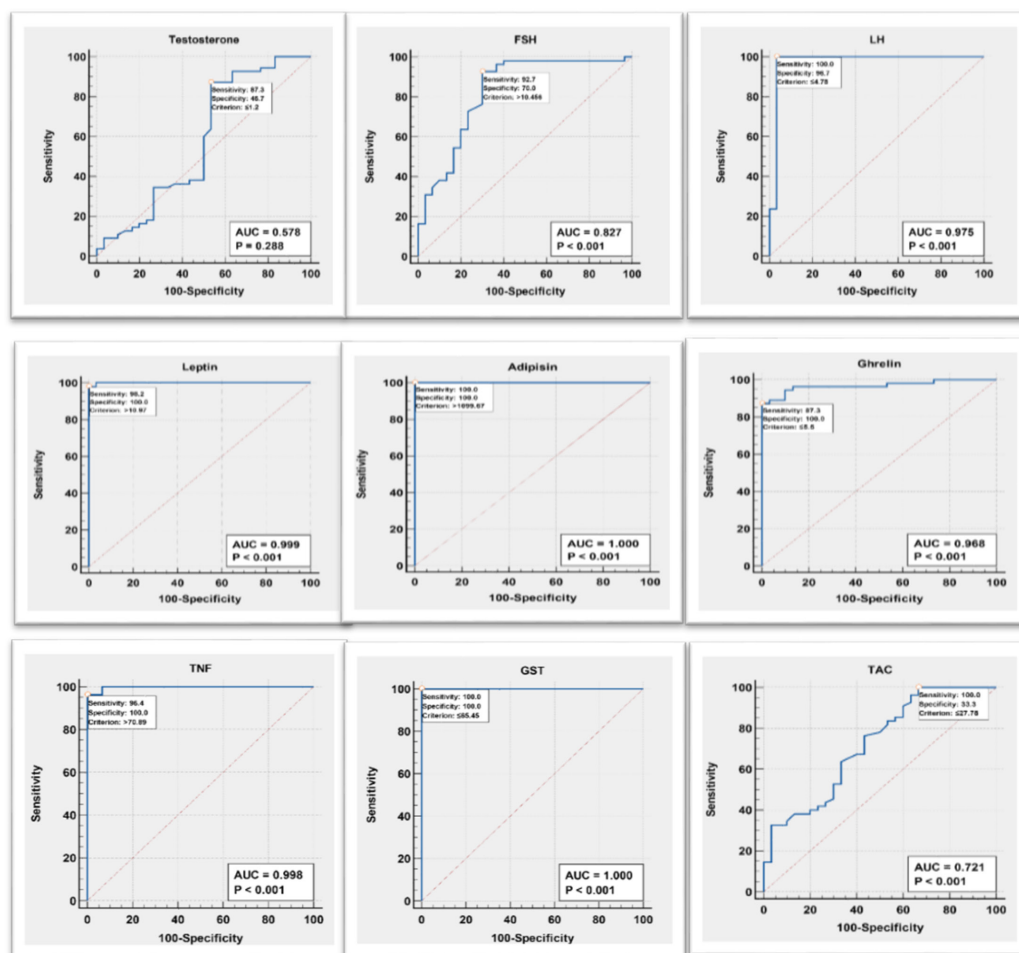 Testosterone
100
80
60
40
20
0
Sensitivity
Sensitivity: 87.3
Specificity: 46.7
Criterion: ≤1.2
AUC = 0.578
P = 0.288
0 20 40 60 80 100
100-Specificity
FSH
100
80
60
40
20
0
Sensitivity
Sensitivity: 92.7
Specificity: 70.0
Criterion:
AUC = 0.827
P < 0.001
0 20 40 60 80 100
100-Specificity
LH
100
80
60
40
20
0
Sensitivity
Sensitivity: 100.0
Specificity: 96.7
Criterion: ≤4.78
AUC = 0.975
P < 0.001
0 20 40 60 80 100
100-Specificity
Leptin
100
80
60
40
20
0
Sensitivity
Sensitivity: 98.2
Specificity: 100.0
Criterion:
AUC = 0.999
P < 0.001
0 20 40 60 80 100
100-Specificity
Adipisin
100
80
60
40
20
0
Sensitivity
Sensitivity: 100.0
Specificity: 100.0
Criterion:
AUC = 1.000
P < 0.001
0 20 40 60 80 100
100-Specificity
Ghrelin
100
80
60
40
20
0
Sensitivity
Sensitivity: 87.3
Specificity: 100.0
Criterion:
AUC = 0.968
P < 0.001
0 20 40 60 80 100
100-Specificity
TNF
100
80
60
40
20
0
Sensitivity
Sensitivity: 96.4
Specificity: 100.0
Criterion: >70.89
AUC = 0.998
P < 0.001
0 20 40 60 80 100
100-Specificity
GST
100
80
60
40
20
0
Sensitivity
Sensitivity: 100.0
Specificity: 100.0
Criterion:
AUC = 1.000
P < 0.001
0 20 40 60 80 100
100-Specificity
TAC
100
80
60
40
20
0
Sensitivity
Sensitivity: 100.0
Specificity: 33.3
Criterion: ≤27.78
AUC = 0.721
P < 0.001
0 20 40 60 80 100
100-Specificity